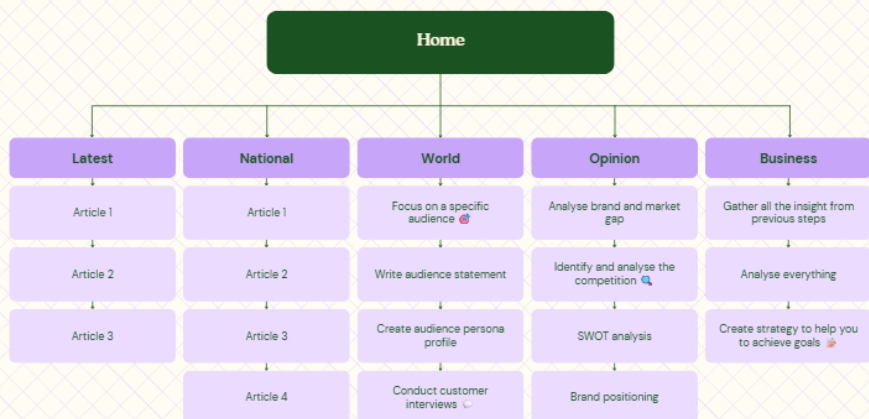 Home
Latest
National
World
Opinion
Business
Article 1
Article 1
Focus on a specific
audience 🎯
Analyse brand and market
gap
Gather all the insight from
previous steps
Article 2
Article 2
Write audience statement
Identify and analyse the
competition 🔍
Analyse everything
Article 3
Article 3
Create audience persona
profile
SWOT analysis
Create strategy to help you
to achieve goals
Article 4
Conduct customer
interviews 💬
Brand positioning